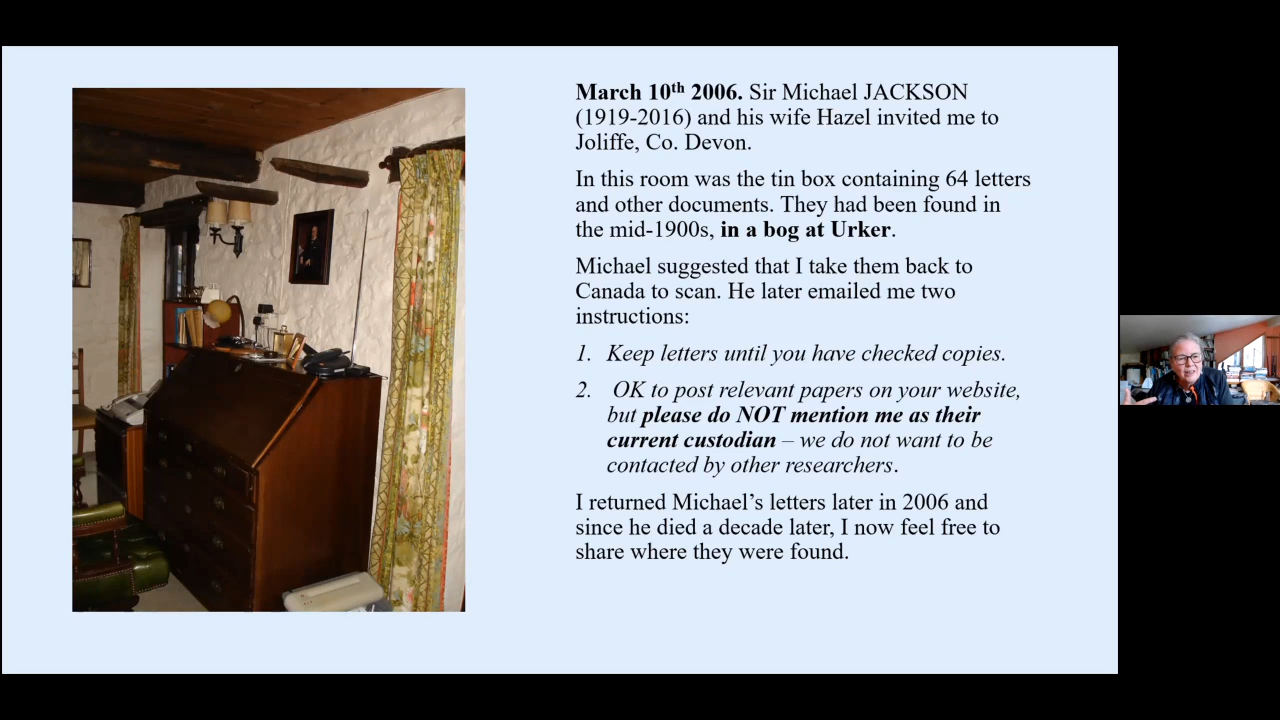 March 10th 2006. Sir Michael JACKSON
(1919-2016) and his wife Hazel invited me to
Joliffe, Co. Devon.
In this room was the tin box containing 64 letters
and other documents. They had been found in
the mid-1900s, in a bog at Urker.
Michael suggested that I take them back to
Canada to scan. He later emailed me two
instructions:
1. Keep letters until you have checked copies.
2. OK to post relevant papers on your website,
but please do NOT mention me as their
current custodian – we do not want to be
contacted by other researchers.
I returned Michael’s letters later in 2006 and
since he died a decade later, I now feel free to
share where they were found.